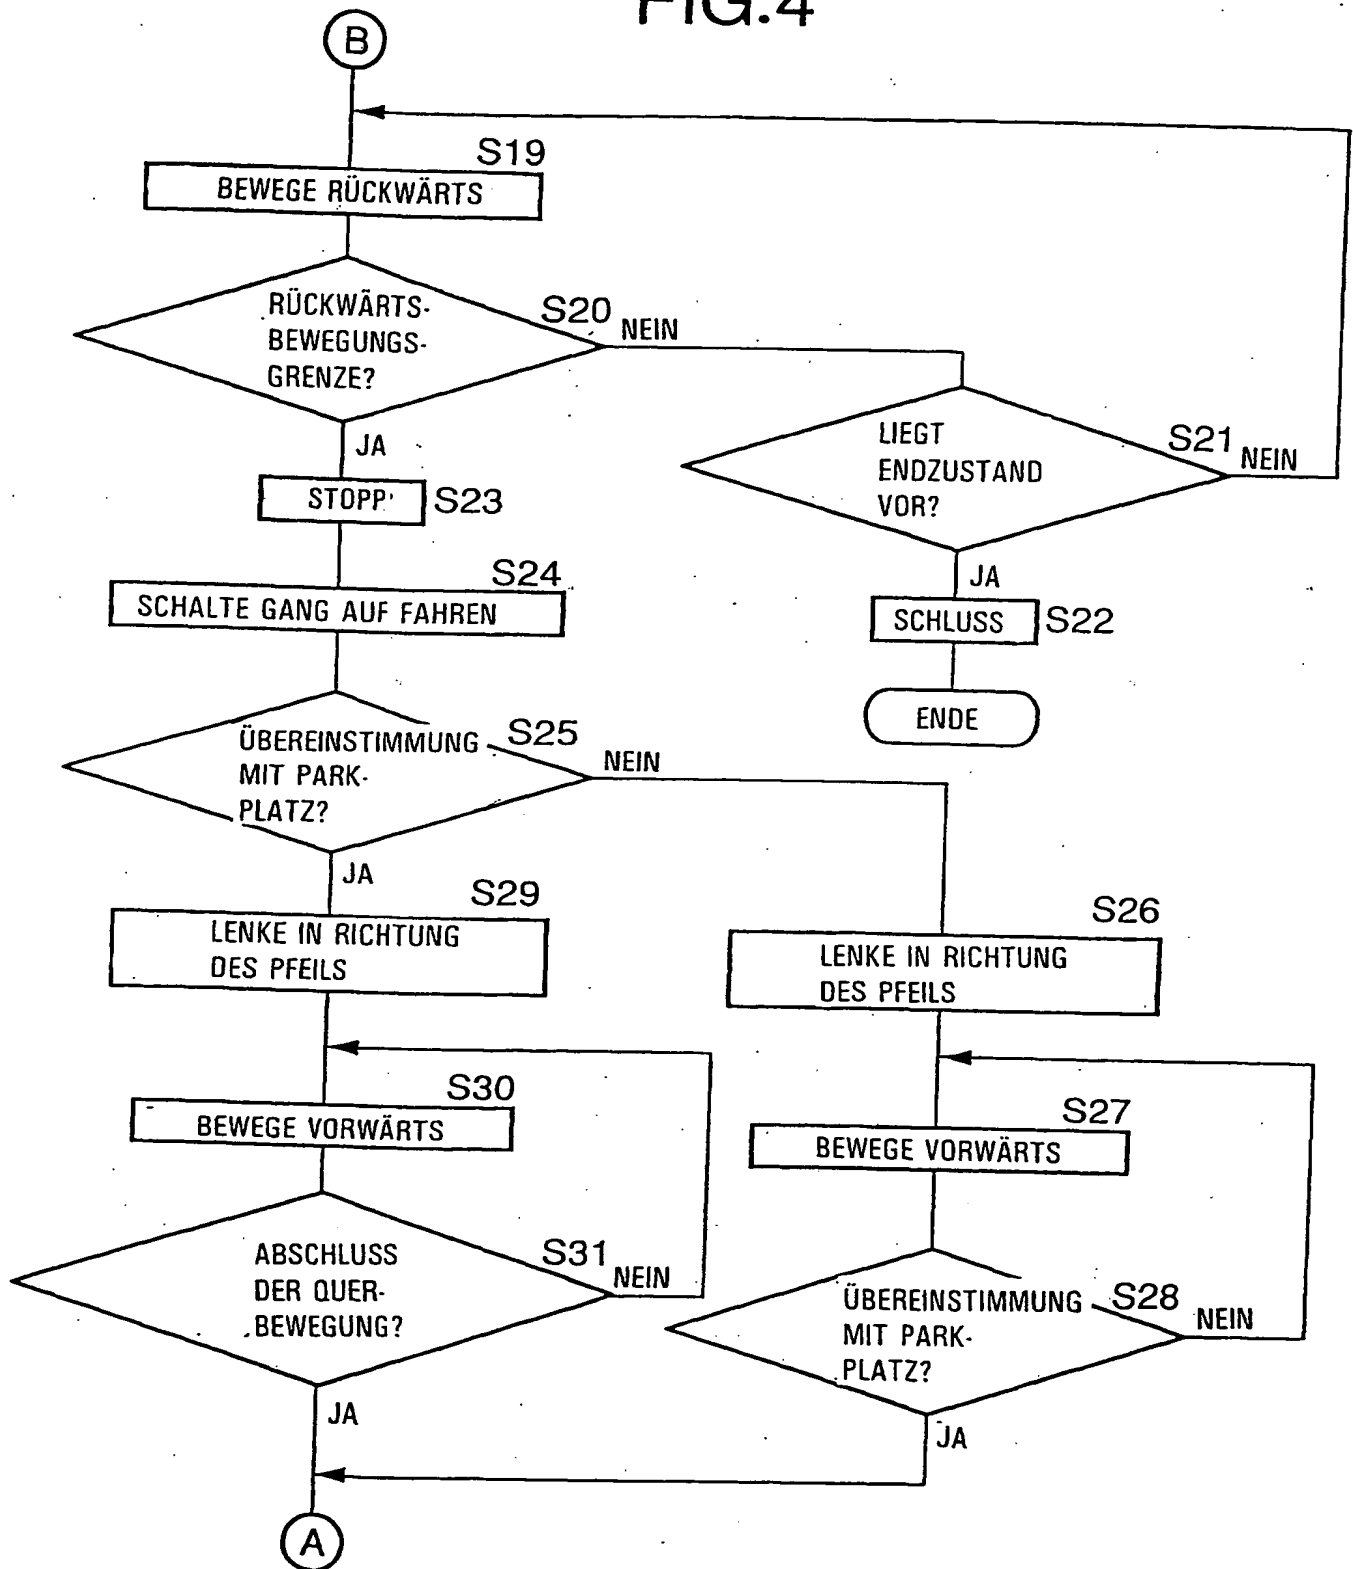 FIG.4
B
S19
BEWEGE RÜCKWÄRTS
RÜCKWÄRTS-
BEWEGUNGS-
GRENZE?
S20
NEIN
JA
LIEGT
ENDZUSTAND
VOR?
S21
NEIN
JA
STOPP
S23
S24
SCHALTE GANG AUF FAHREN
SCHLUSS
S22
ENDE
ÜBEREINSTIMMUNG
MIT PARK-
PLATZ?
S25
NEIN
JA
S29
LENKE IN RICHTUNG
DES PFEILS
S26
LENKE IN RICHTUNG
DES PFEILS
S30
BEWEGE VORWÄRTS
S27
BEWEGE VORWÄRTS
ABSCHLUSS
DER QUER-
BEWEGUNG?
S31
NEIN
JA
ÜBEREINSTIMMUNG
MIT PARK-
PLATZ?
S28
NEIN
JA
A